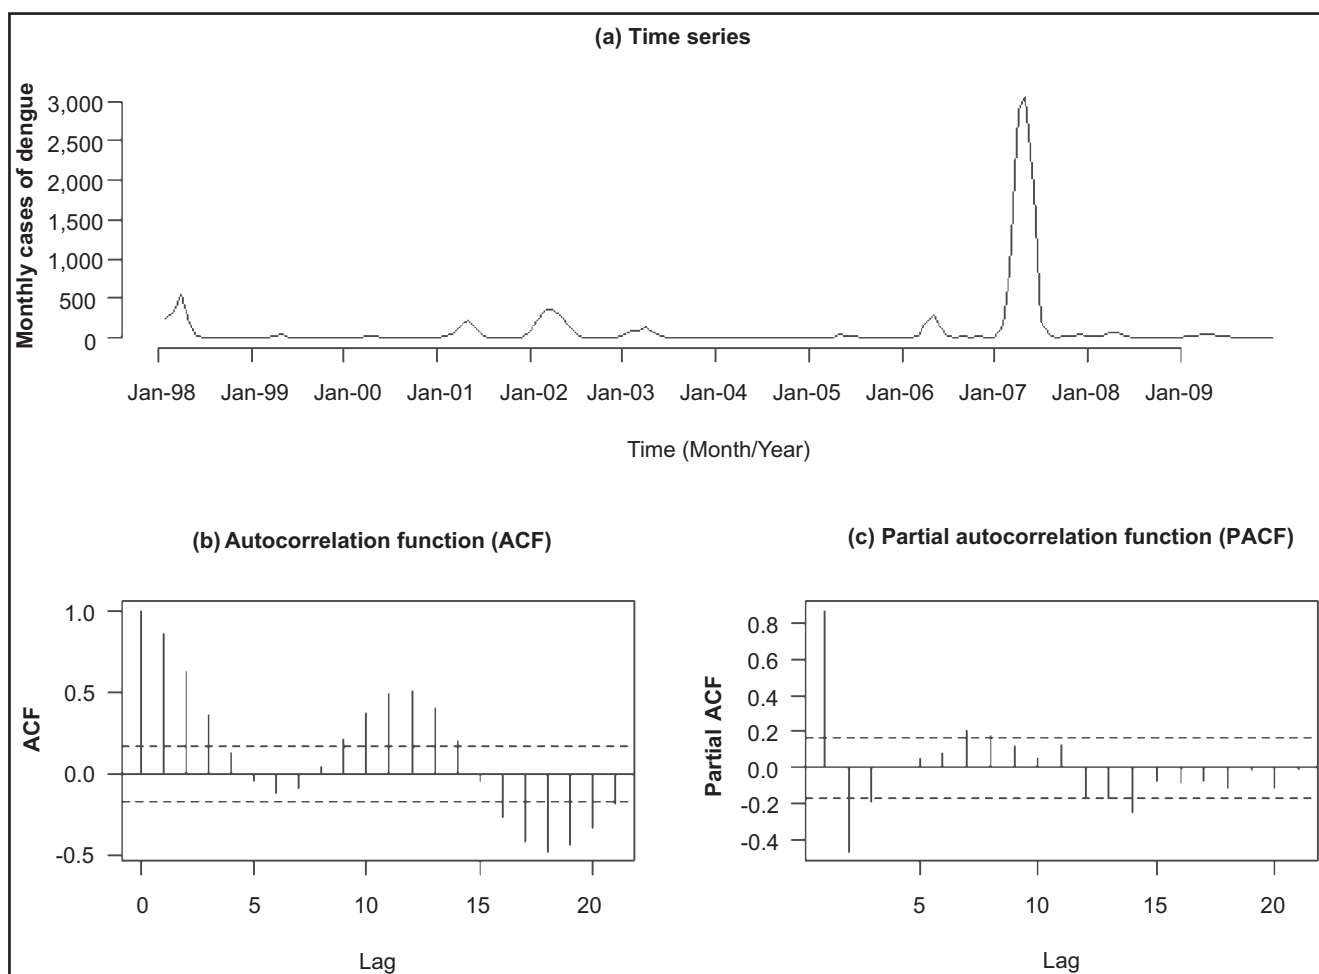 (a) Time series
Monthly cases of dengue
3,000
2,500
2,000
1,500
1,000
500
0
Jan-98 Jan-99 Jan-00 Jan-01 Jan-02 Jan-03 Jan-04 Jan-05 Jan-06 Jan-07 Jan-08 Jan-09
Time (Month/Year)
(b) Autocorrelation function (ACF)
ACF
1.0
0.5
0.0
-0.5
0 5 10 15 20
Lag
(c) Partial autocorrelation function (PACF)
Partial ACF
0.8
0.6
0.4
0.2
0.0
-0.2
-0.4
5 10 15 20
Lag